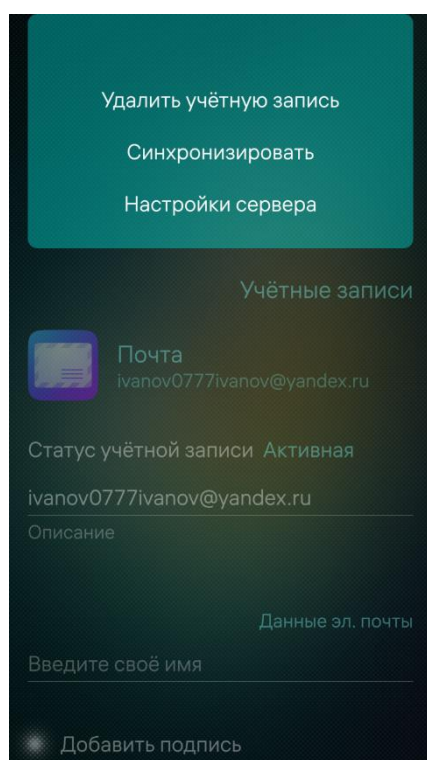 Удалить учётную запись
Синхронизировать
Настройки сервера
Учётные записи
Почта
ivanov0777ivanov@yandex.ru
Статус учётной записи Активная
ivanov0777ivanov@yandex.ru
Описание
Данные эл. почты
Введите своё имя
Добавить подпись